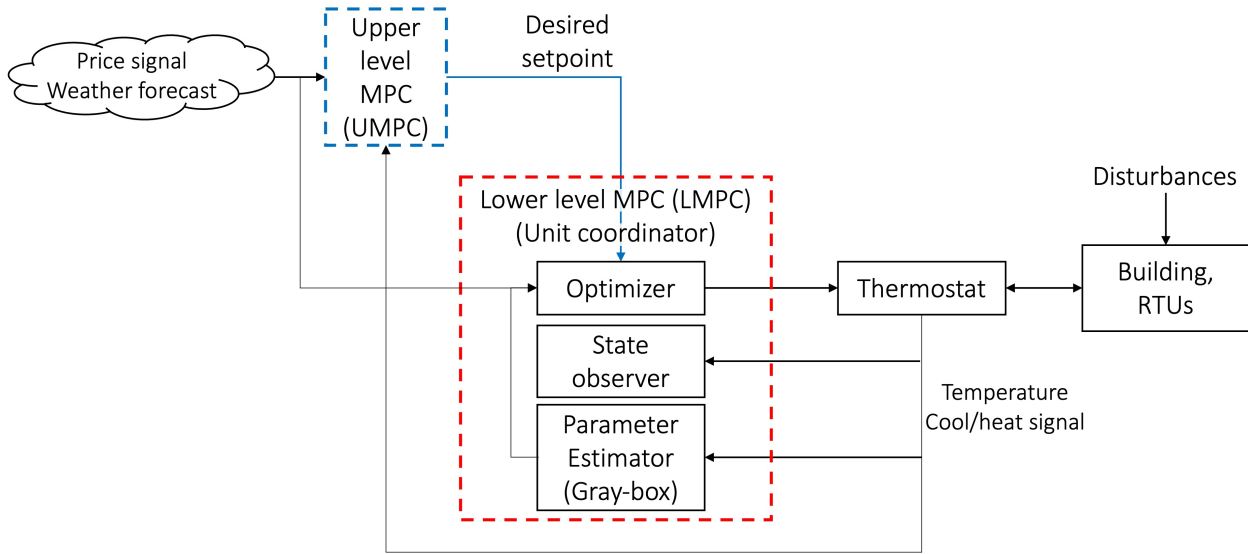 Price signal
Weather forecast
Upper
level
MPC
(UMPC)
Desired
setpoint
Lower level MPC (LMPC)
(Unit coordinator)
Optimizer
State
observer
Parameter
Estimator
(Gray-box)
Thermostat
Temperature
Cool/heat signal
Disturbances
Building,
RTUs